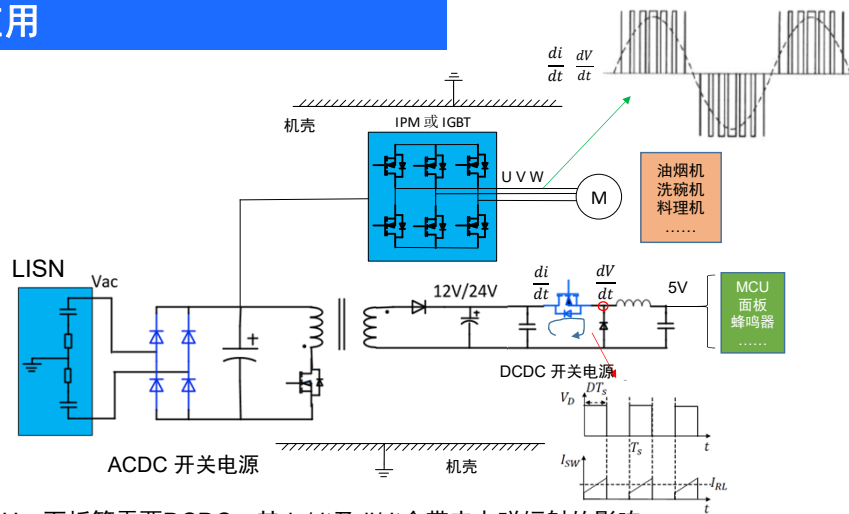 用
di
dt
dV
dt
机壳
IPM 或 IGBT
U V W
M
油烟机
洗碗机
料理机
……
LISN
Vac
+
12V/24V
+
di
dt
dV
dt
5V
MCU
面板
蜂鸣器
……
DCDC 开关电源
V_D
DT_s
T_s
t
I_SW
I_RL
t
ACDC 开关电源
机壳